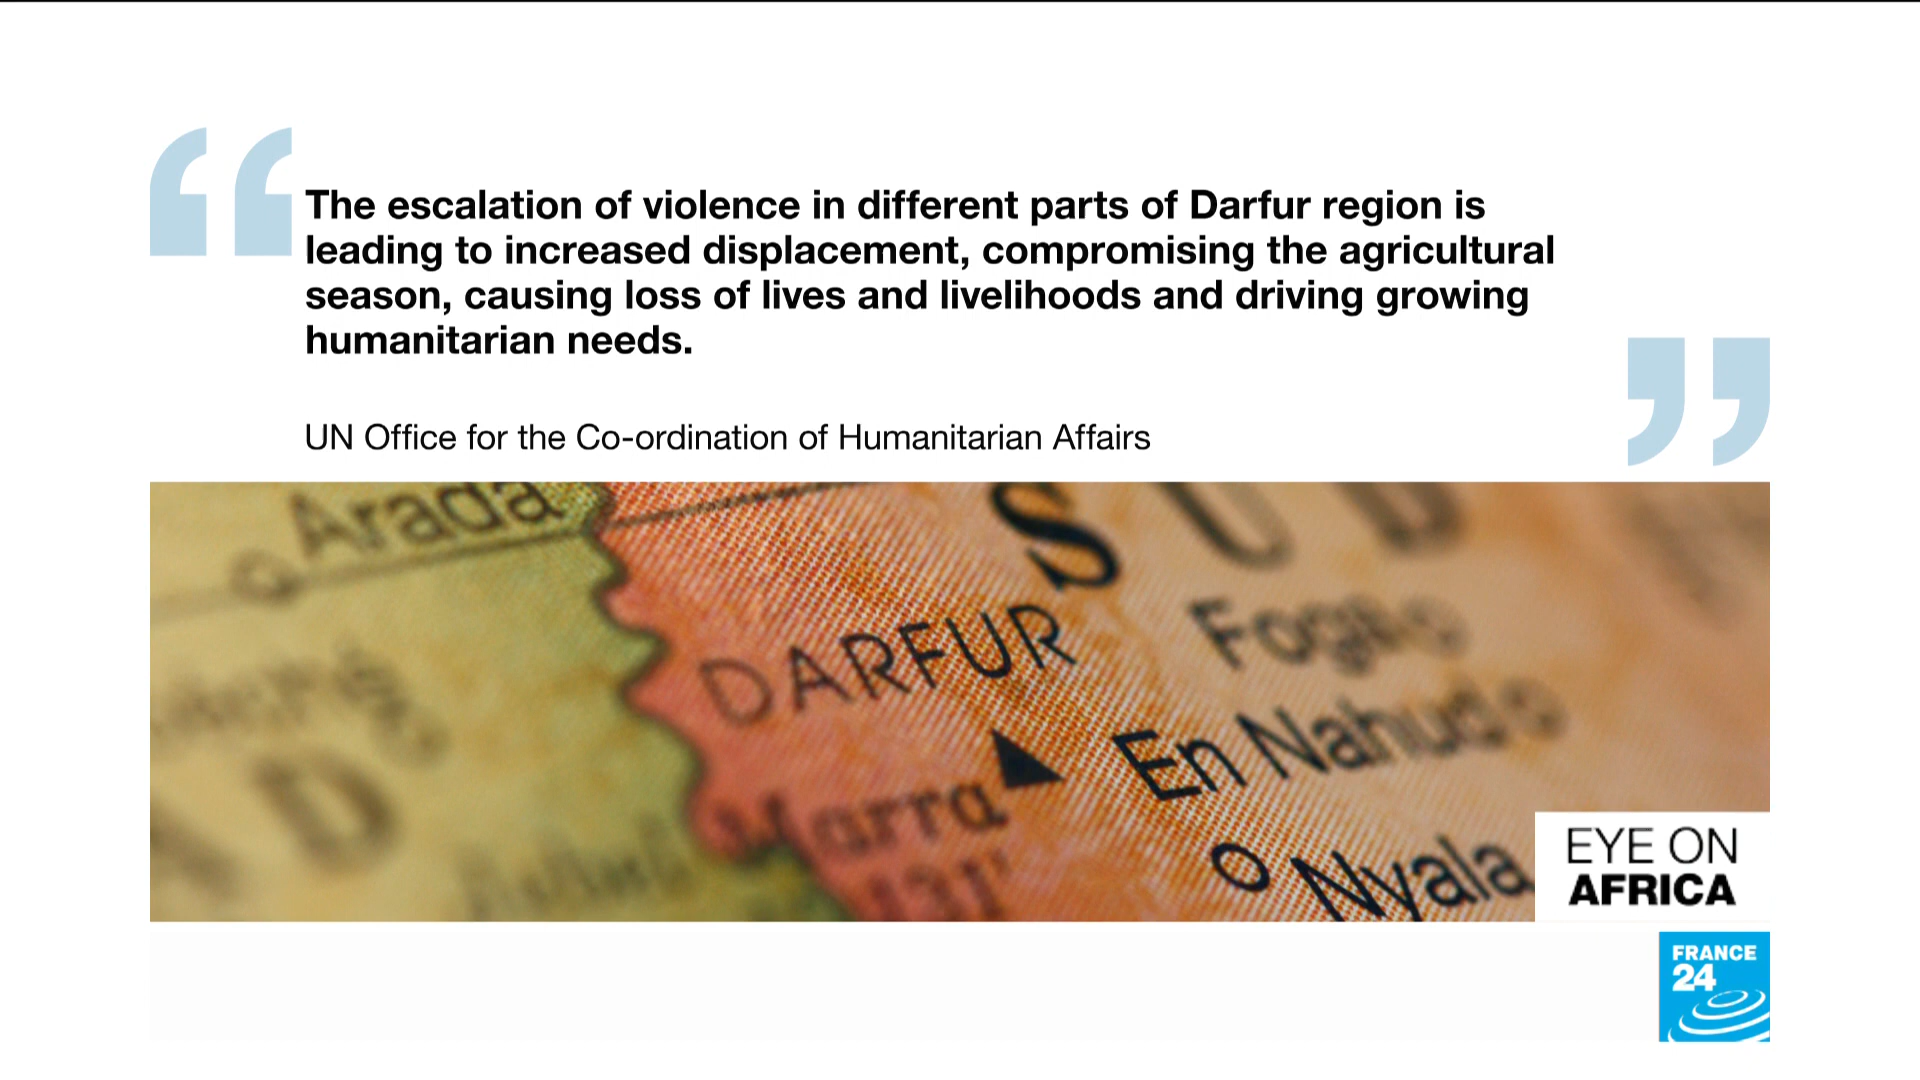 The escalation of violence in different parts of Darfur region is
leading to increased displacement, compromising the agricultural
season, causing loss of lives and livelihoods and driving growing
humanitarian needs.
UN Office for the Co-ordination of Humanitarian Affairs
Arada
S U D
DARFUR
En Nahud
arra
D
Nyala
EYE ON
AFRICA
FRANCE
24